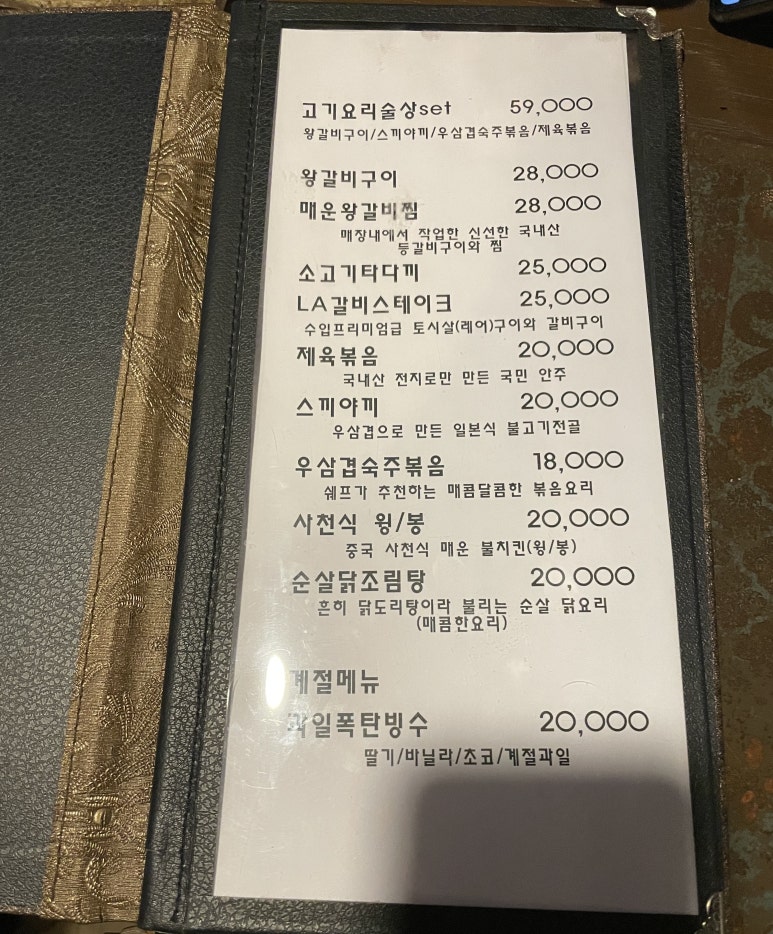 고기요리술상set 59,000
왕갈비구이/스끼야끼/우삼겹숙주볶음/제육볶음
왕갈비구이 28,000
매운왕갈비찜 28,000
매장내에서 작업한 신선한 국내산
등갈비구이와 찜
소고기타다끼 25,000
LA갈비스테이크 25,000
수입프리미엄급 토시살(레어)구이와 갈비구이
제육볶음 20,000
국내산 전지로만 만든 국민 안주
스끼야끼 20,000
우삼겹으로 만든 일본식 불고기전골
우삼겹숙주볶음 18,000
쉐프가 추천하는 매콤달콤한 볶음요리
사천식 윙/봉 20,000
중국 사천식 매운 불치킨(윙/봉)
순살닭조림탕 20,000
흔히 닭도리탕이라 불리는 순살 닭요리
(매콤한요리)
계절메뉴
과일폭탄빙수 20,000
딸기/바닐라/초코/계절과일